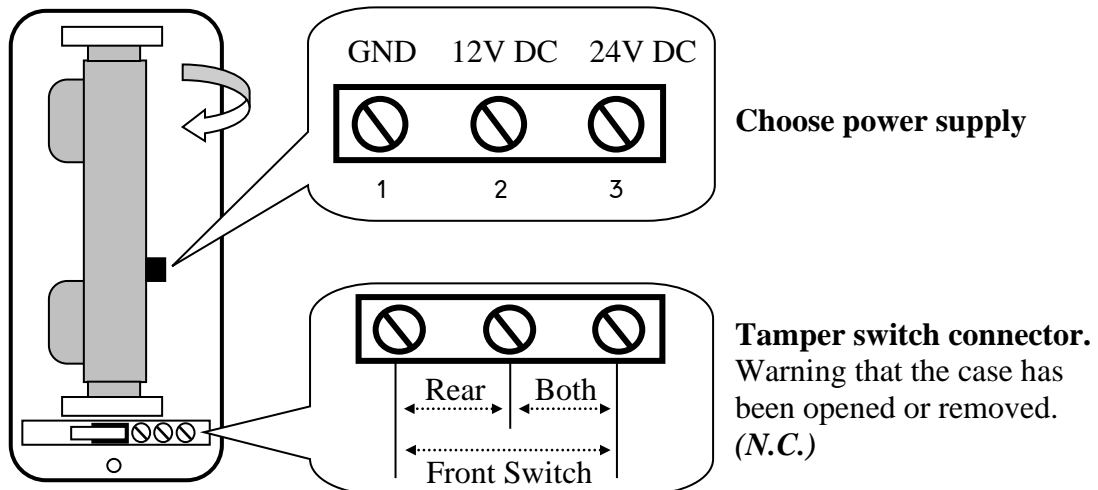 GND 12V DC 24V DC
1 2 3
Choose power supply
Rear Both
Front Switch
Tamper switch connector.
Warning that the case has
been opened or removed.
(N.C.)